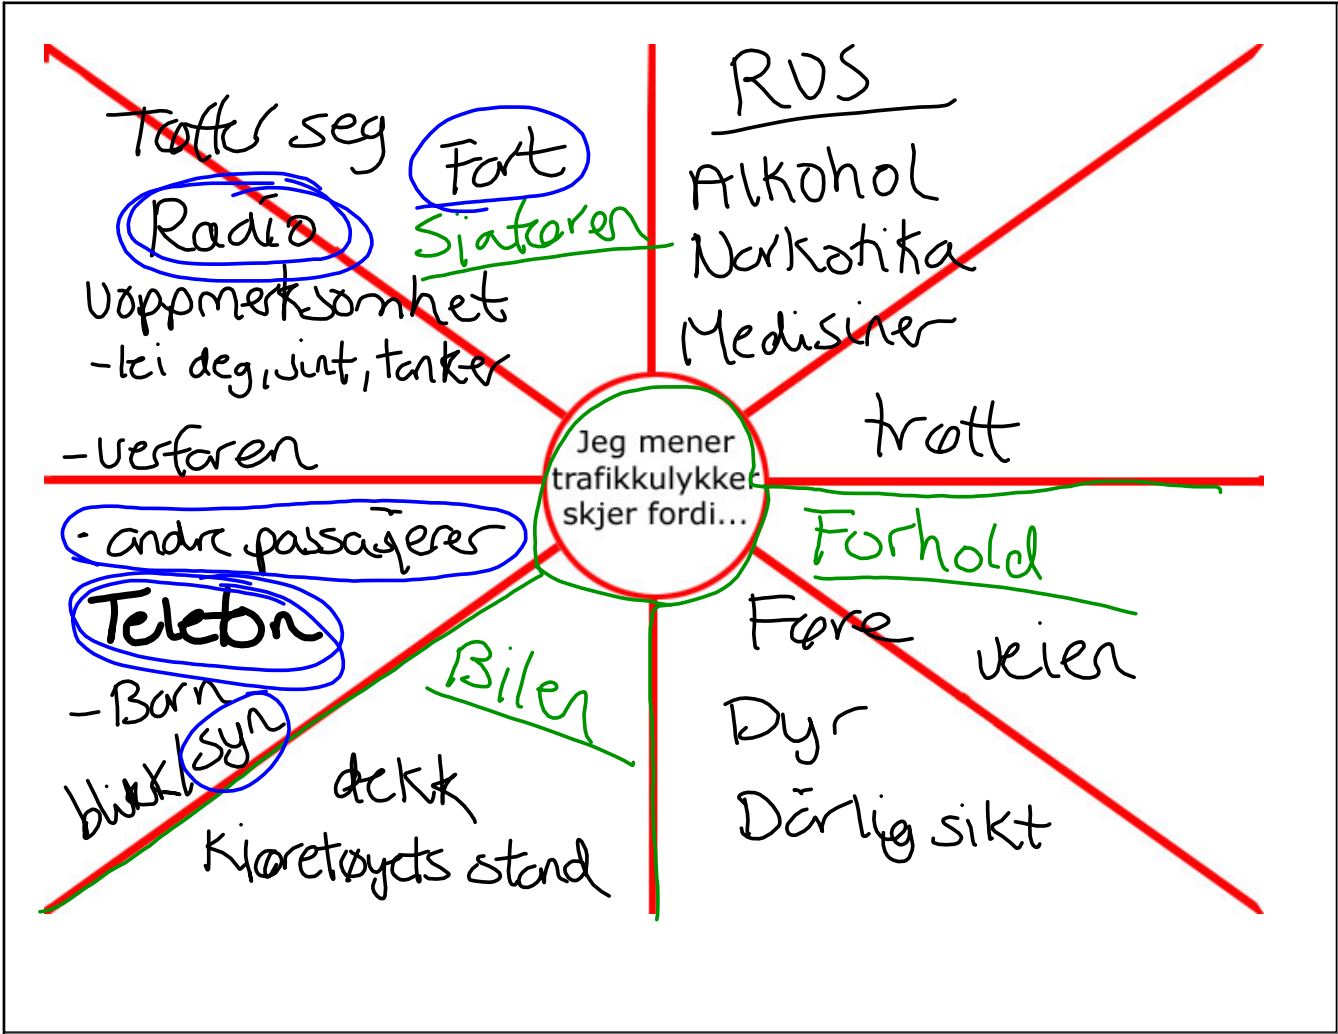 Tøffer seg
Fort
Radio
Sjåføren
Uoppmerksomhet
-lei deg, sint, tanker
-uerfaren
RUS
Alkohol
Narkotika
Medisiner
trøtt
Jeg mener
trafikkulykker
skjer fordi...
· andre passasjerer
Telefon
-Barn
blikk/syn
Bilen
dekk
Kjøretøyets stand
Forhold
Føre
veien
Dyr
Dårlig sikt